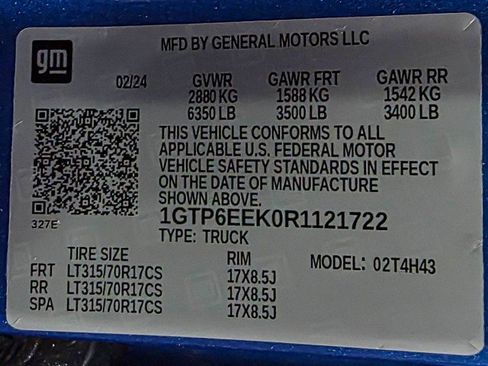 gm
MFD BY GENERAL MOTORS LLC
02/24 GVWR GAWR FRT GAWR RR
2880 KG 1588 KG 1542 KG
6350 LB 3500 LB 3400 LB
THIS VEHICLE CONFORMS TO ALL
APPLICABLE U.S. FEDERAL MOTOR
VEHICLE SAFETY STANDARDS IN EFFECT
ON THE DATE OF MANUFACTURE
SHOWN ABOVE.
327E
1GTP6EEK0R1121722
TYPE: TRUCK
TIRE SIZE RIM MODEL: 02T4H43
FRT LT315/70R17CS 17X8.5J
RR LT315/70R17CS 17X8.5J
SPA LT315/70R17CS 17X8.5J